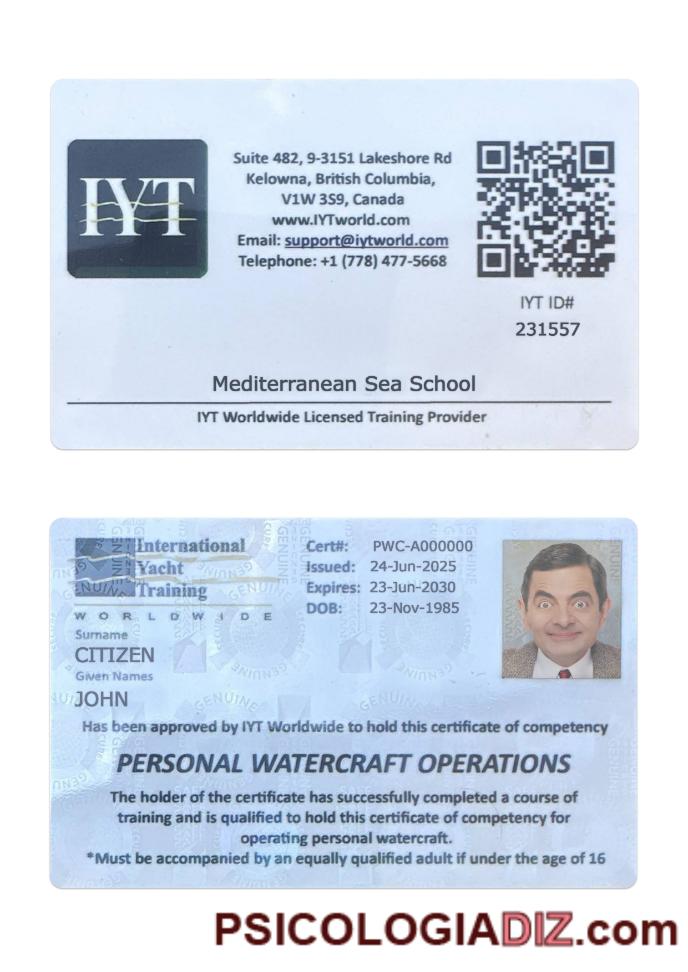 IYT
Suite 482, 9-3151 Lakeshore Rd
Kelowna, British Columbia,
V1W 3S9, Canada
www.IYTworld.com
Email: support@iytworld.com
Telephone: +1 (778) 477-5668
IYT ID#
231557
Mediterranean Sea School
IYT Worldwide Licensed Training Provider
International
Yacht
Training
WORLDWIDE
Cert#: PWC-A000000
Issued: 24-Jun-2025
Expires: 23-Jun-2030
DOB: 23-Nov-1985
Surname
CITIZEN
Given Names
JOHN
Has been approved by IYT Worldwide to hold this certificate of competency
PERSONAL WATERCRAFT OPERATIONS
The holder of the certificate has successfully completed a course of
training and is qualified to hold this certificate of competency for
operating personal watercraft.
*Must be accompanied by an equally qualified adult if under the age of 16
GENUINE
PSICOLOGIADIZ.com